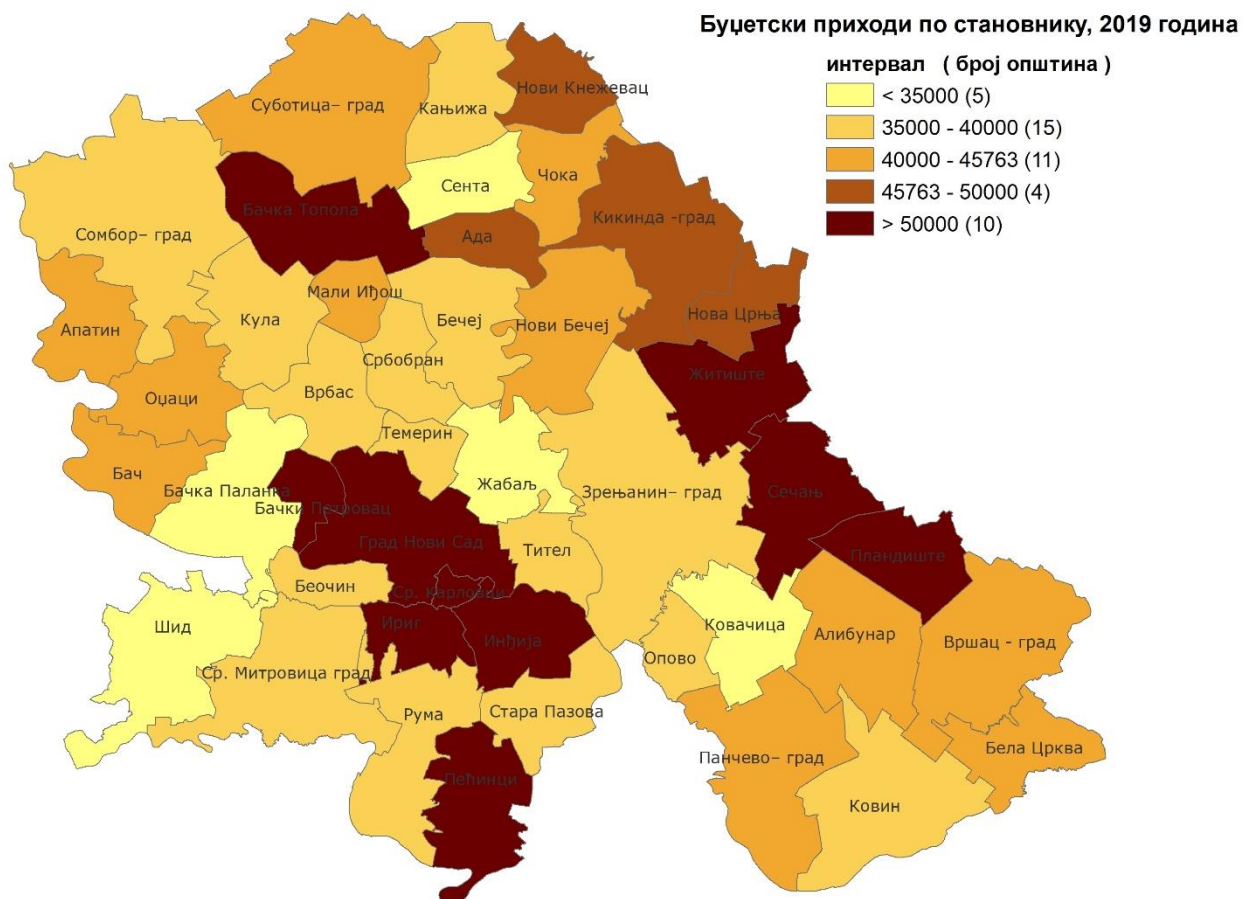 Буџетски приходи по становнику, 2019 година
интервал ( број општина )
< 35000 (5)
35000 - 40000 (15)
40000 - 45763 (11)
45763 - 50000 (4)
> 50000 (10)
Суботица– град
Кањижа
Нови Кнежевац
Сента
Чока
Бачка Топола
Ада
Кикинда -град
Сомбор– град
Мали Иђош
Бечеј
Нови Бечеј
Нова Црња
Апатин
Кула
Србобран
Житиште
Оџаци
Врбас
Темерин
Бач
Бачка Паланка
Жабаљ
Зрењанин– град
Сечањ
Бачки Петровац
Град Нови Сад
Тител
Пландиште
Беочин
Ср. Карловци
Шид
Ириг
Инђија
Ковачица
Алибунар
Вршац - град
Опово
Ср. Митровица град
Рума
Стара Пазова
Панчево– град
Бела Црква
Пећинци
Ковин